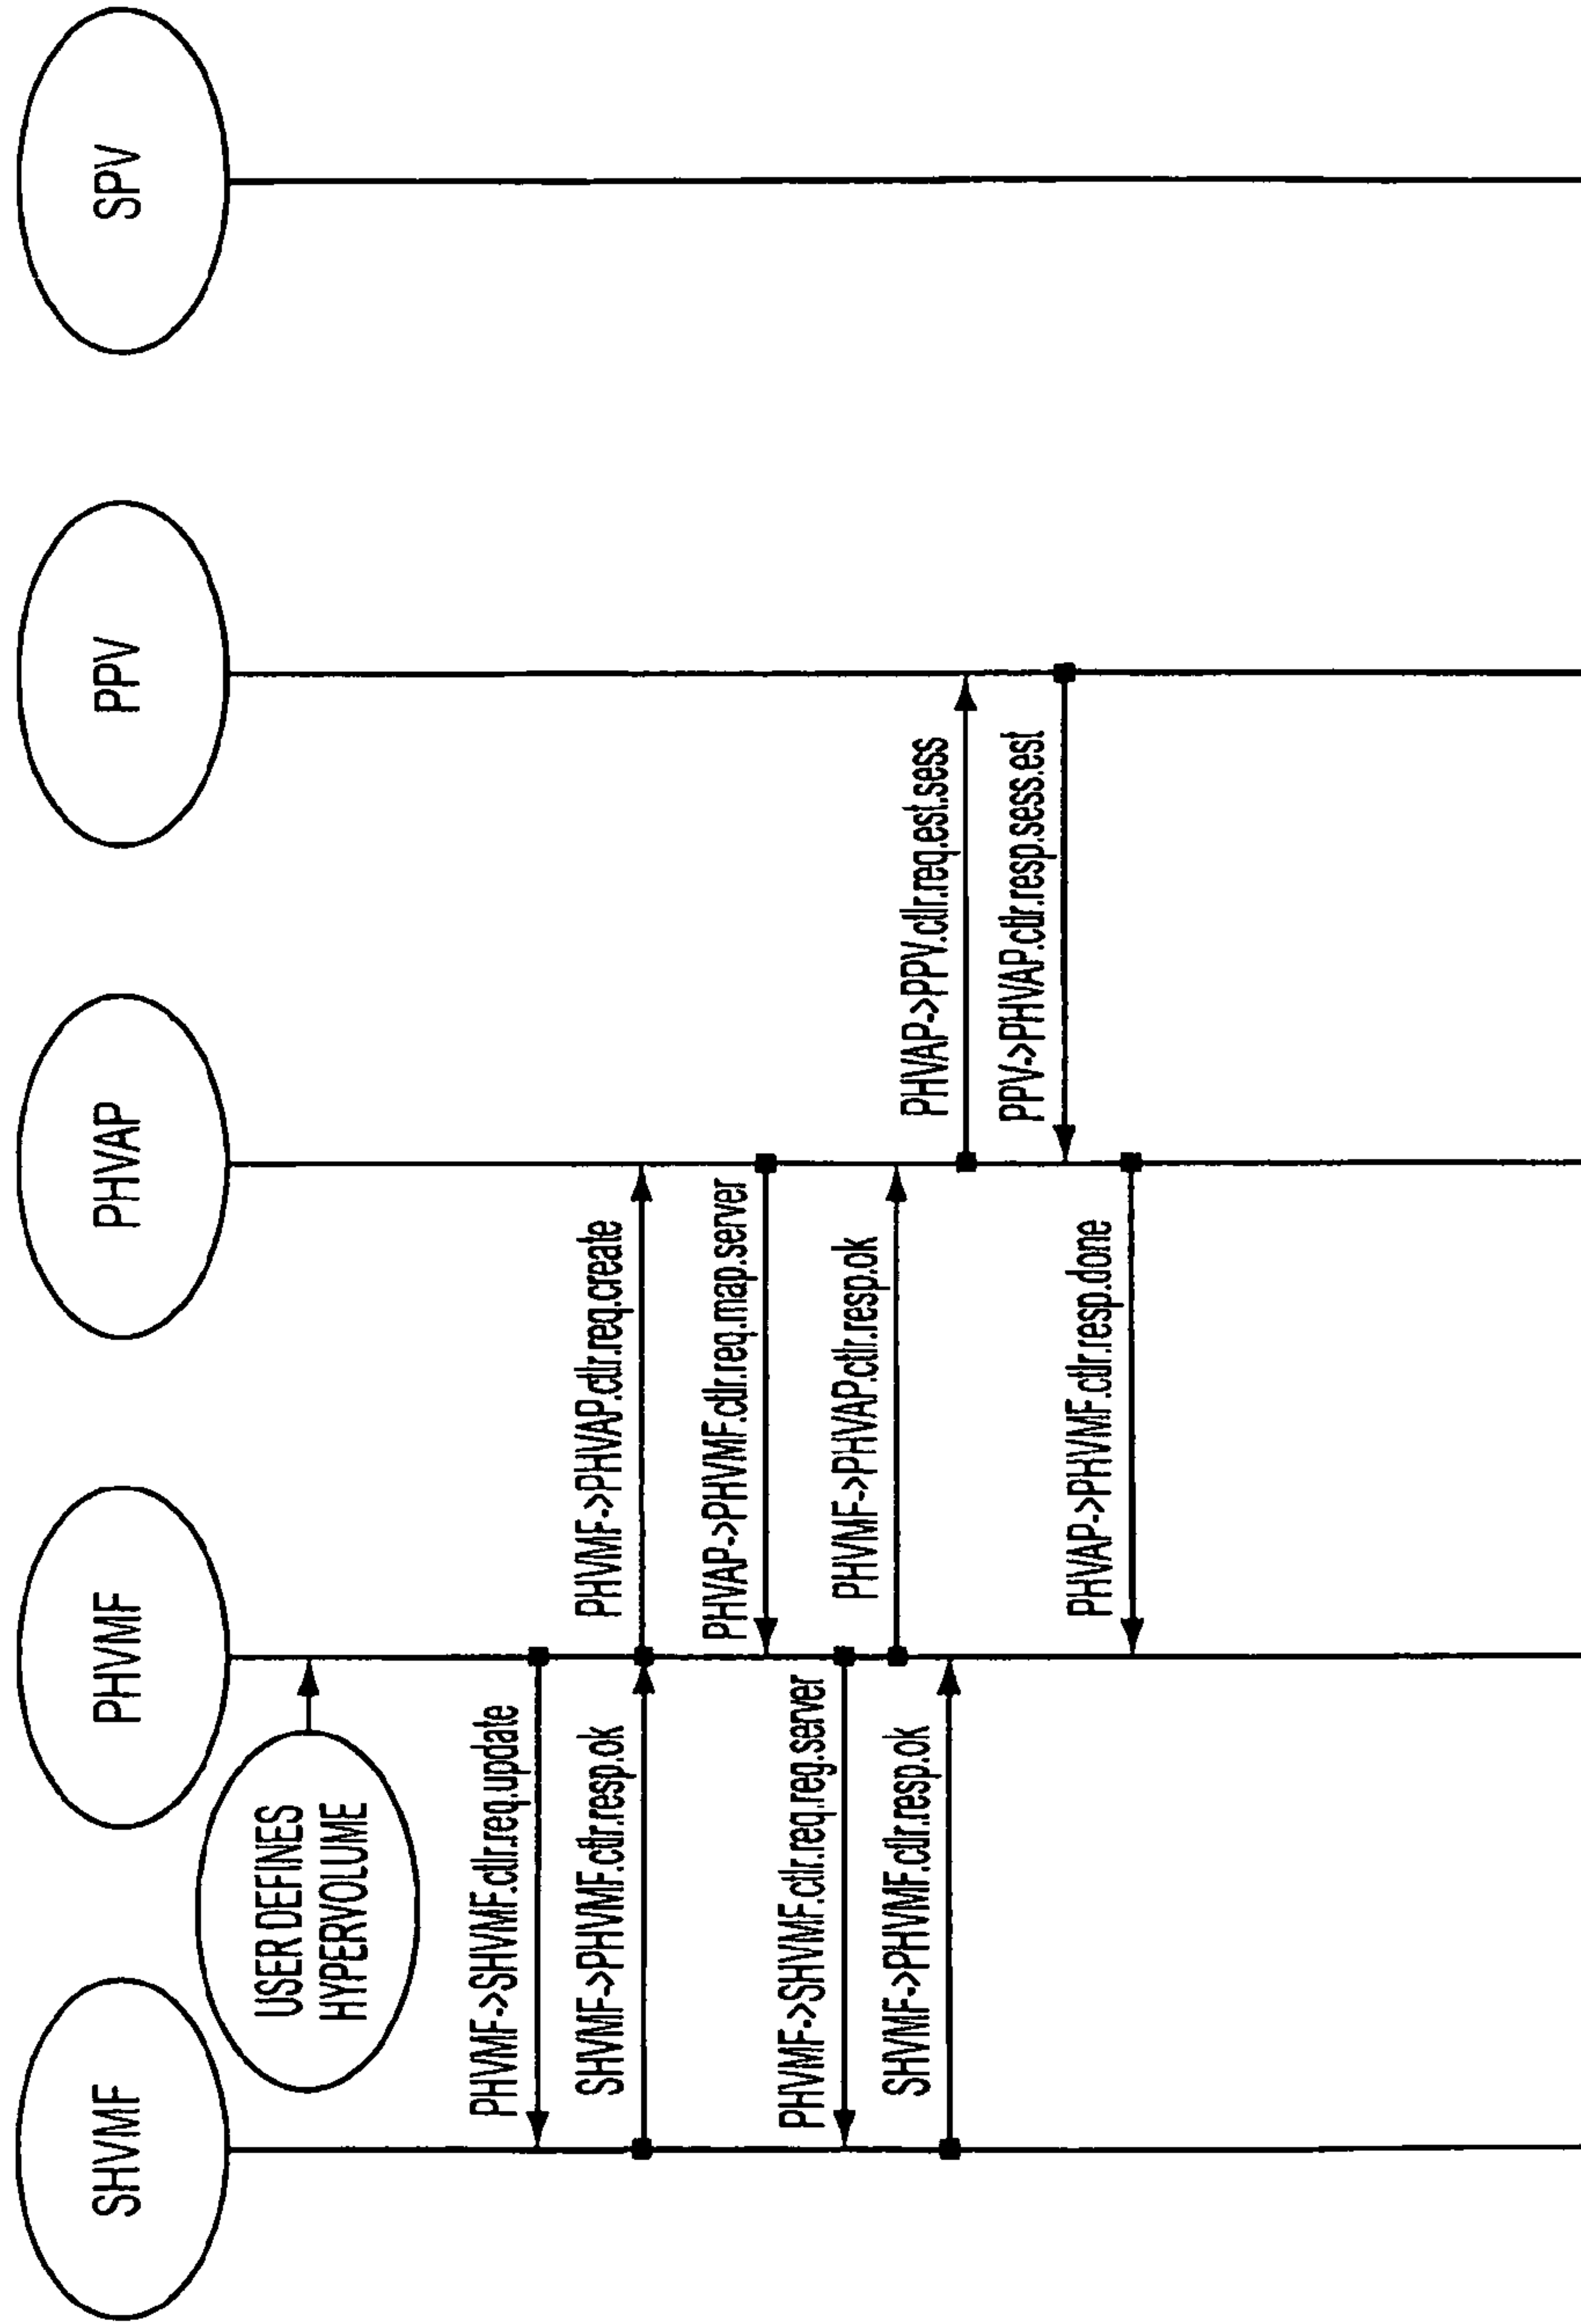 SHVMF
PHVMF
PHVAP
PPV
SPV
USER DEFINES
HYPERVOLUME
PHVMF->SHVMF.ctlr.req.update
SHVMF->PHVMF.ctlr.resp.ok
PHVMF->PHVAP.ctlr.req.create
PHVAP->PHVMF.ctlr.req.map.server
PHVMF->SHVMF.ctlr.req.reg.server
PHVMF->PHVAP.ctlr.resp.ok
SHVMF->PHVMF.ctlr.resp.ok
PHVAP->PPV.ctlr.req.est.sess
PPV->PHVAP.ctlr.resp.sess.est
PHVAP->PHVMF.ctlr.resp.done